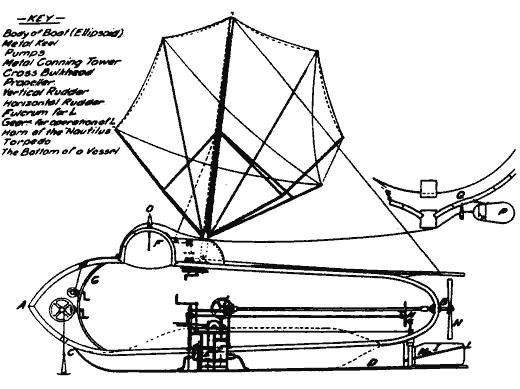 — KEY —
Body of Boat (Ellipsoid)
Metal Keel
Pumps
Metal Conning Tower
Cross Bulkhead
Propeller
Vertical Rudder
Horizontal Rudder
Fulcrum for L
Gear for operation of L
Horn of the Nautilus
Torpedo
The Bottom of a Vessel
O
F
Q
P
G
A
L
C
D
N
L